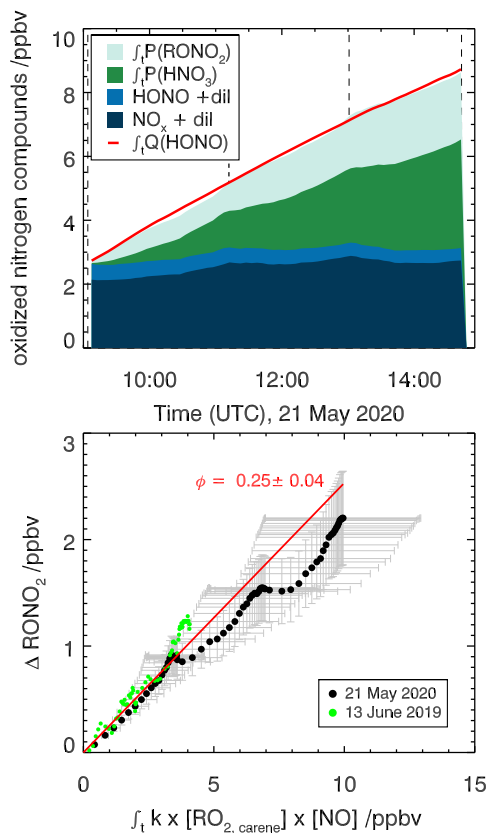 10
8
6
4
2
0
oxidized nitrogen compounds /ppbv
∫ₜP(RONO₂)
∫ₜP(HNO₃)
HONO +dil
NOₓ + dil
∫ₜQ(HONO)
10:00 12:00 14:00
Time (UTC), 21 May 2020
3
2
1
0
Δ RONO₂ /ppbv
ϕ = 0.25± 0.04
21 May 2020
13 June 2019
0 5 10 15
∫ₜ k x [RO₂, carene] x [NO] /ppbv